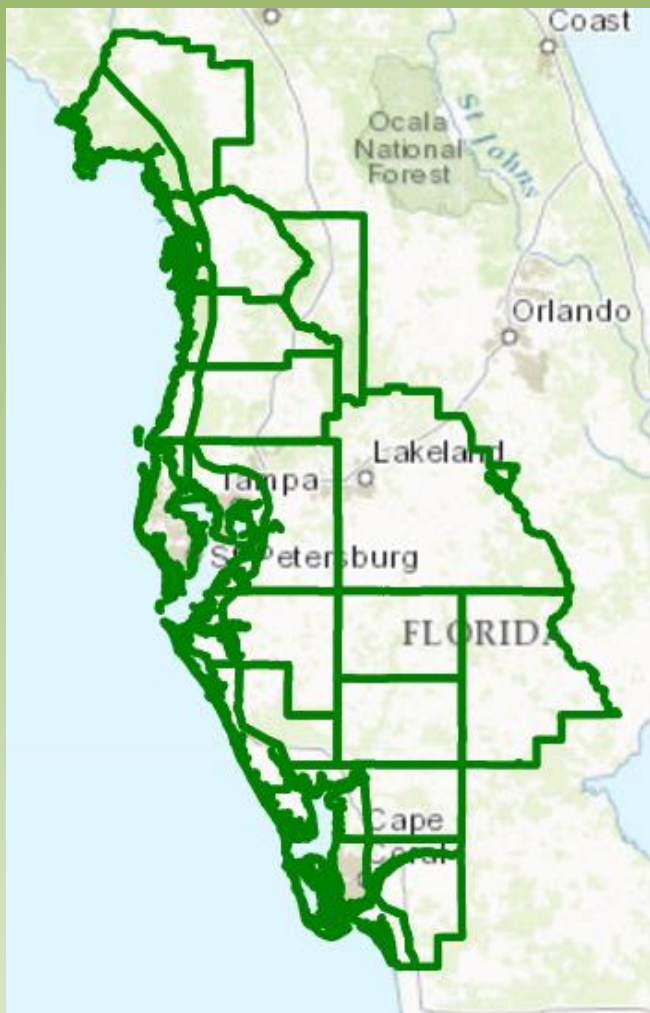 Coast
Ocala
National
Forest
St Johns
Orlando
Lakeland
Tampa
St Petersburg
FLORIDA
Cape
Coral